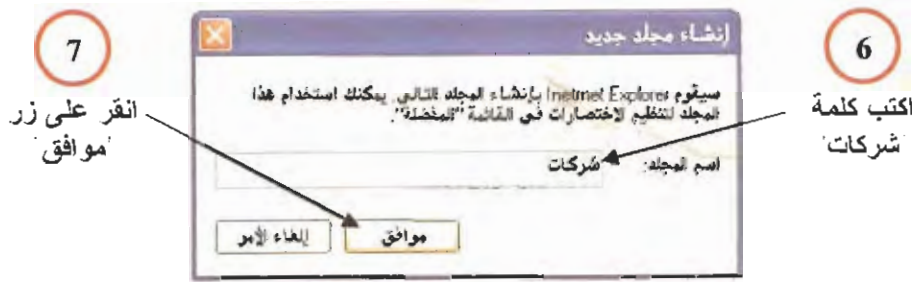 6
اكتب كلمة
"شركات"
إنشاء مجلد جديد
سيقوم Internet Explorer بإنشاء المجلد التالي. يمكنك استخدام هذا
المجلد لتنظيم الاختصارات في القائمة "المفضلة".
اسم المجلد: شركات
موافق إلغاء الأمر
7
انقر على زر
"موافق"